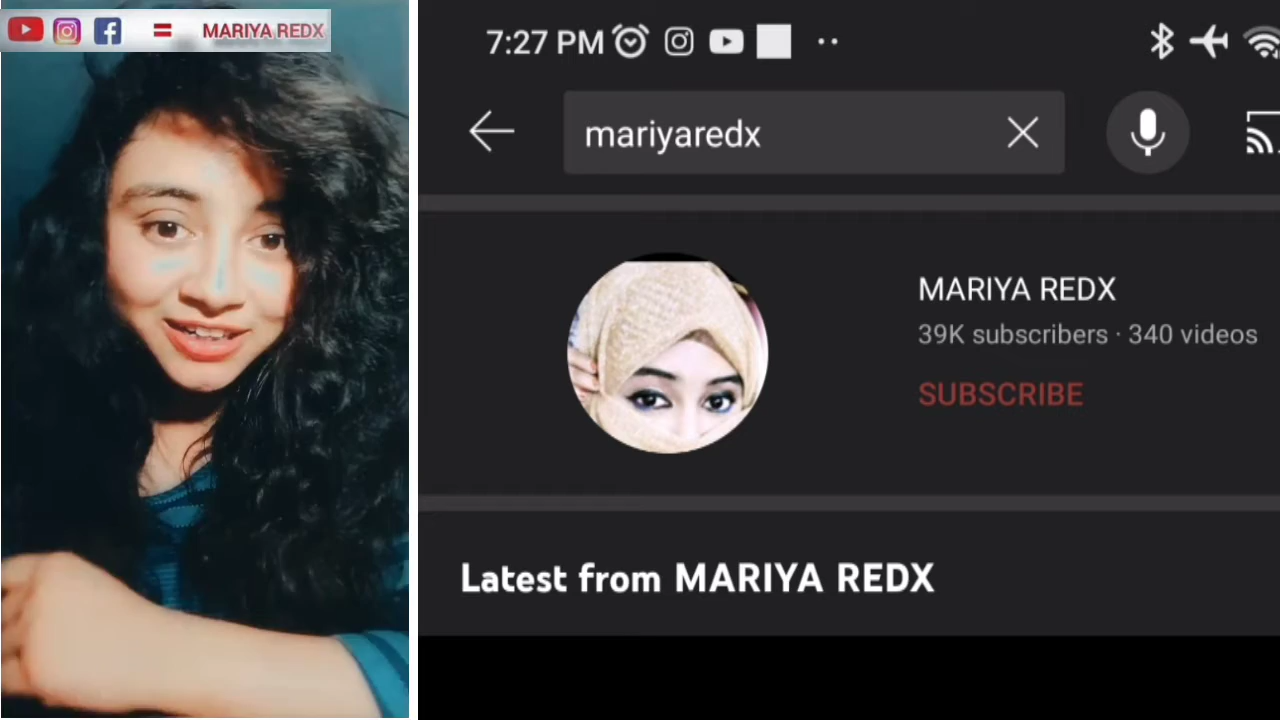 = MARIYA REDX
7:27 PM
mariyaredx
MARIYA REDX
39K subscribers · 340 videos
SUBSCRIBE
Latest from MARIYA REDX